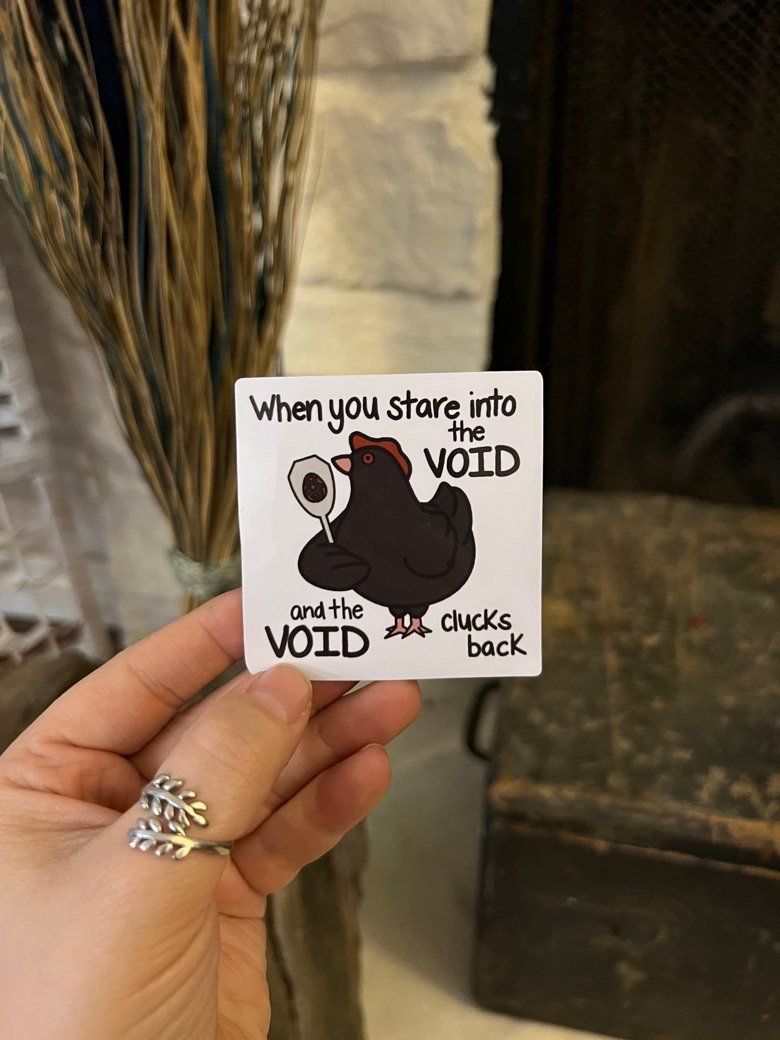 When you stare into
the
VOID
and the
VOID
clucks
back